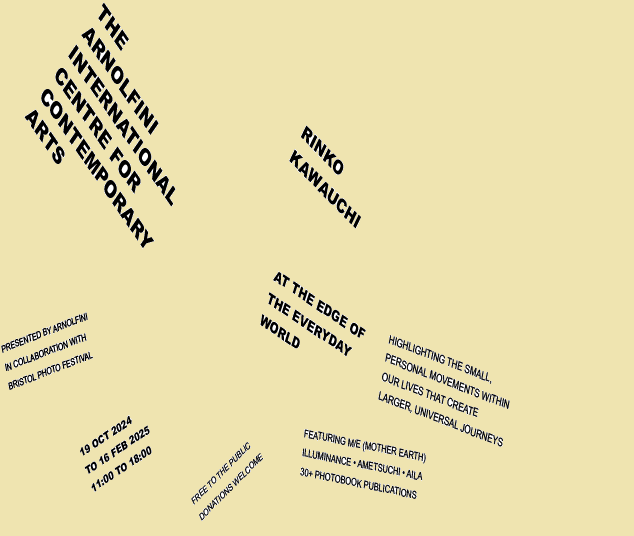 THE
ARNOLFINI
INTERNATIONAL
CENTRE FOR
CONTEMPORARY
ARTS
RINKO
KAWAUCHI
AT THE EDGE OF
THE EVERYDAY
WORLD
HIGHLIGHTING THE SMALL,
PERSONAL MOVEMENTS WITHIN
OUR LIVES THAT CREATE
LARGER, UNIVERSAL JOURNEYS
PRESENTED BY ARNOLFINI
IN COLLABORATION WITH
BRISTOL PHOTO FESTIVAL
19 OCT 2024
TO 16 FEB 2025
11:00 TO 18:00
FREE TO THE PUBLIC
DONATIONS WELCOME
FEATURING M/E (MOTHER EARTH)
ILLUMINANCE • AMETSUCHI • AILA
30+ PHOTOBOOK PUBLICATIONS